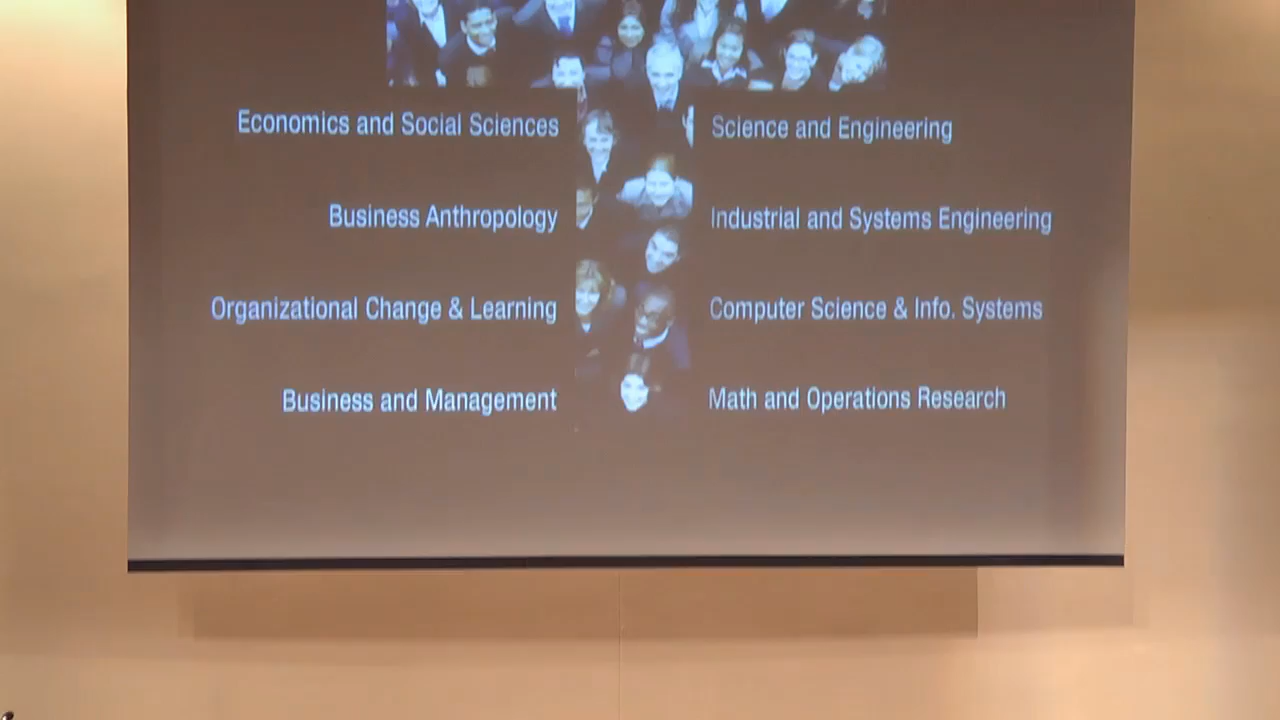 Economics and Social Sciences
Science and Engineering
Business Anthropology
Industrial and Systems Engineering
Organizational Change & Learning
Computer Science & Info. Systems
Business and Management
Math and Operations Research